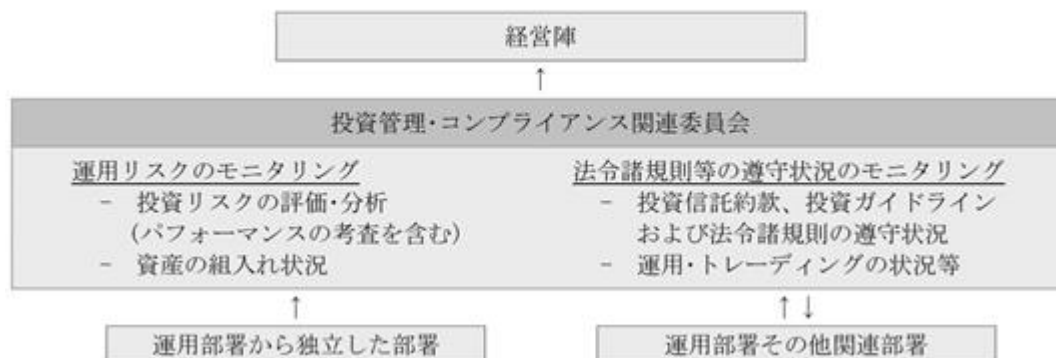 経営陣
↑
投資管理・コンプライアンス関連委員会
運用リスクのモニタリング
− 投資リスクの評価・分析
(パフォーマンスの考査を含む)
− 資産の組入れ状況
法令諸規則等の遵守状況のモニタリング
− 投資信託約款、投資ガイドライン
および法令諸規則の遵守状況
− 運用・トレーディングの状況等
↑
↑↓
運用部署から独立した部署
運用部署その他関連部署